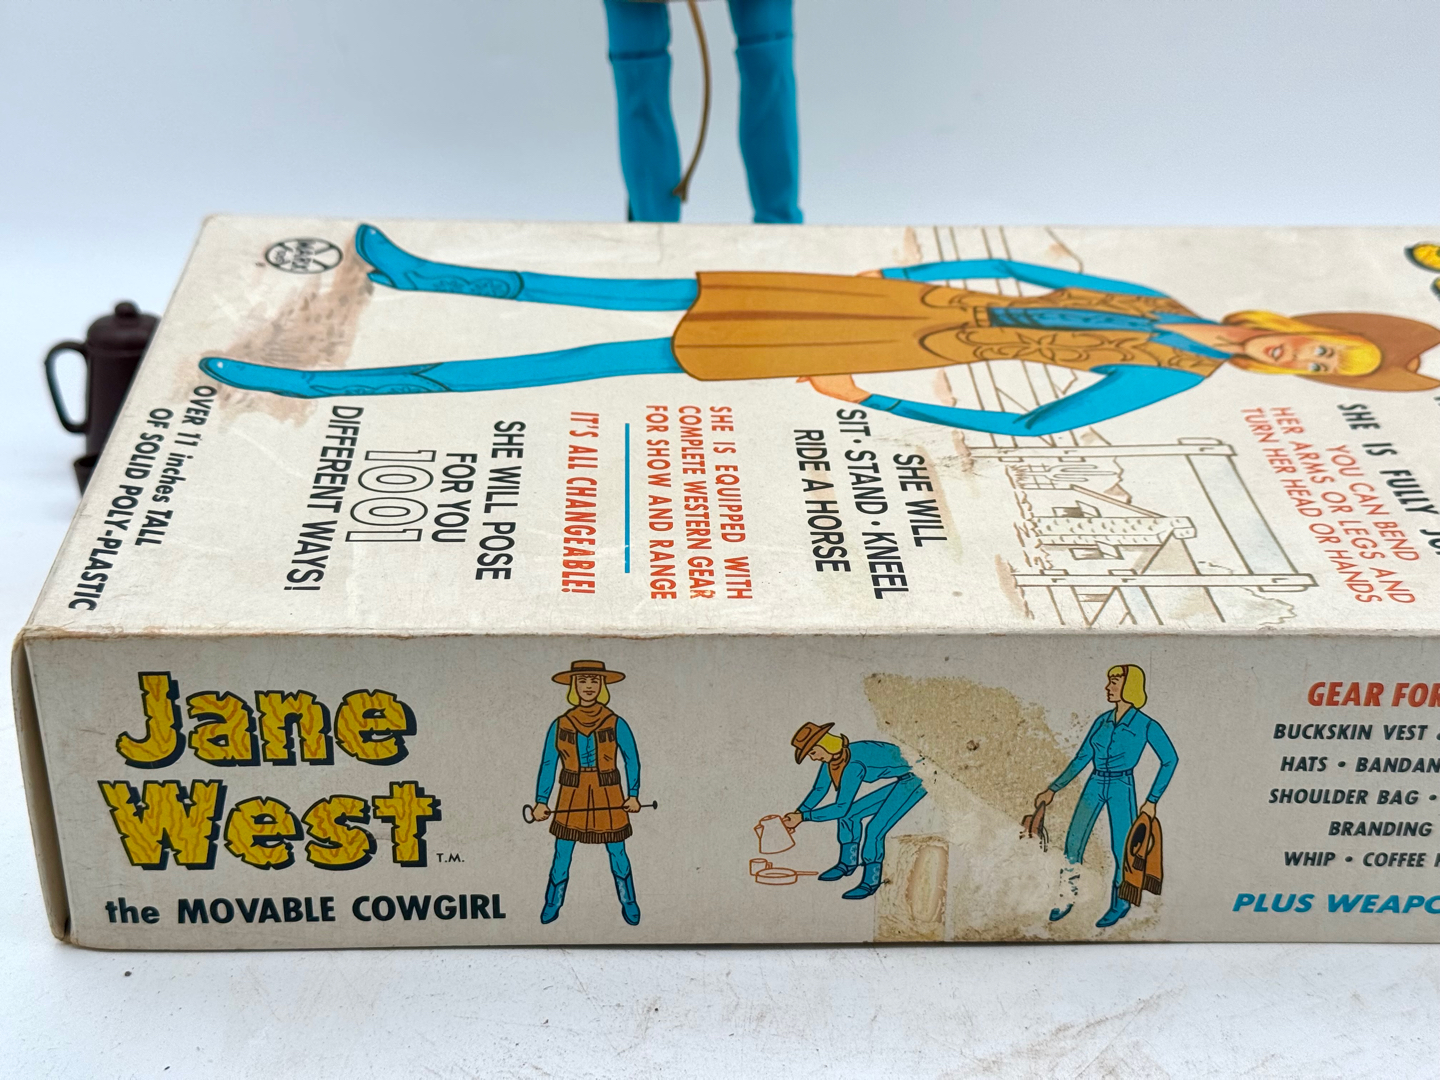 MARX
TOYS
SHE IS FULLY
YOU CAN BEND
HER ARMS OR LEGS AND
TURN HER HEAD OR HANDS
SHE WILL
SIT · STAND · KNEEL
RIDE A HORSE
SHE IS EQUIPPED WITH
COMPLETE WESTERN GEAR
FOR SHOW AND RANGE
IT'S ALL CHANGEABLE!
SHE WILL POSE
FOR YOU
1001
DIFFERENT WAYS!
OVER 11 inches TALL
OF SOLID POLY-PLASTIC
Jane
West T.M.
the MOVABLE COWGIRL
GEAR FOR
BUCKSKIN VEST
HATS • BANDAN
SHOULDER BAG •
BRANDING
WHIP • COFFEE
PLUS WEAPO